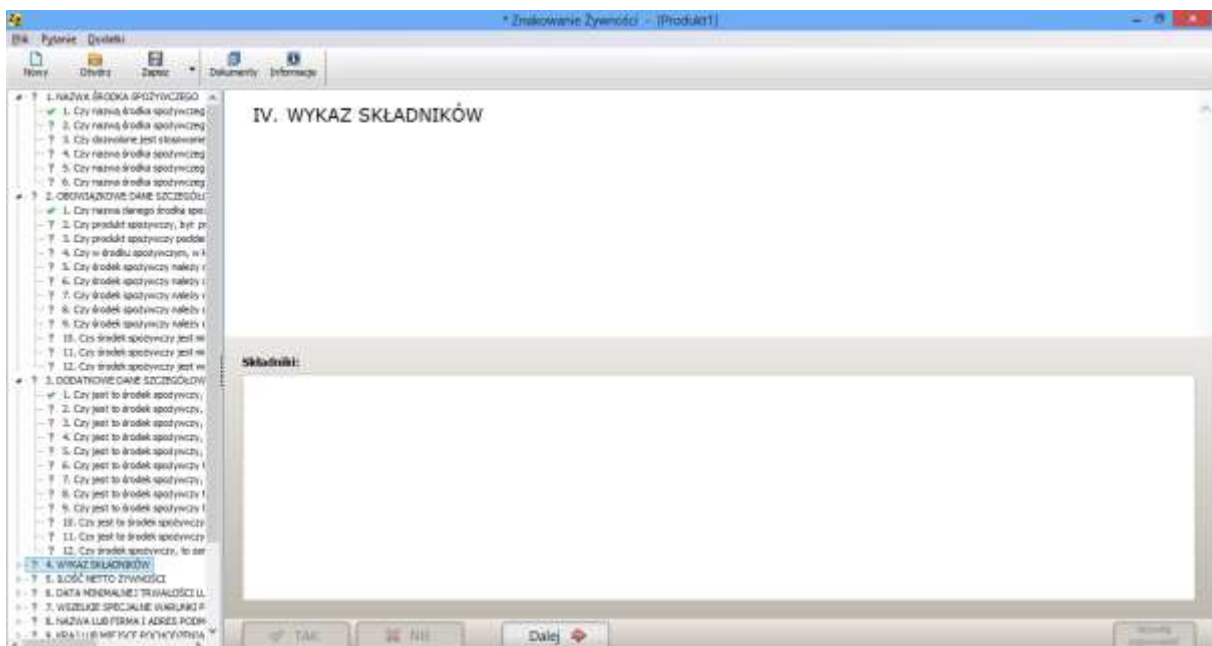 * Znakowanie Żywności - [Produkt1]
Plik Pytanie Dodatki
Nowy Otwórz Zapisz Dokumenty Informacje
1. NAZWA ŚRODKA SPOŻYWCZEGO
1. Czy nazwą środka spożywczeg
2. Czy nazwą środka spożywczeg
3. Czy dozwolone jest stosowanie
4. Czy nazwa środka spożywczeg
5. Czy nazwa środka spożywczeg
6. Czy nazwa środka spożywczeg
2. OBOWIĄZKOWE DANE SZCZEGÓŁ
1. Czy nazwa danego środka spo
2. Czy produkt spożywczy, był pr
3. Czy produkt spożywczy podda
4. Czy w środku spożywczym, w k
5. Czy środek spożywczy należy
6. Czy środek spożywczy należy
7. Czy środek spożywczy należy
8. Czy środek spożywczy należy
9. Czy środek spożywczy należy
10. Czy środek spożywczy jest
11. Czy środek spożywczy jest
12. Czy środek spożywczy jest
3. DODATKOWE DANE SZCZEGÓŁOW
1. Czy jest to środek spożywczy,
2. Czy jest to środek spożywczy,
3. Czy jest to środek spożywczy,
4. Czy jest to środek spożywczy,
5. Czy jest to środek spożywczy,
6. Czy jest to środek spożywczy
7. Czy jest to środek spożywczy,
8. Czy jest to środek spożywczy
9. Czy jest to środek spożywczy
10. Czy jest to środek spożywczy
11. Czy jest to środek spożywczy
12. Czy środek spożywczy, to
4. WYKAZ SKŁADNIKÓW
5. ILOŚĆ NETTO ŻYWNOŚCI
6. DATA MINIMALNEJ TRWAŁOŚCI
7. WSZELKIE SPECJALNE WARUNKI P
8. NAZWA LUB FIRMA I ADRES PODM
9. KRAJ LUB MIEJSCE POCHODZENIA
IV. WYKAZ SKŁADNIKÓW
Składniki:
TAK NIE Dalej